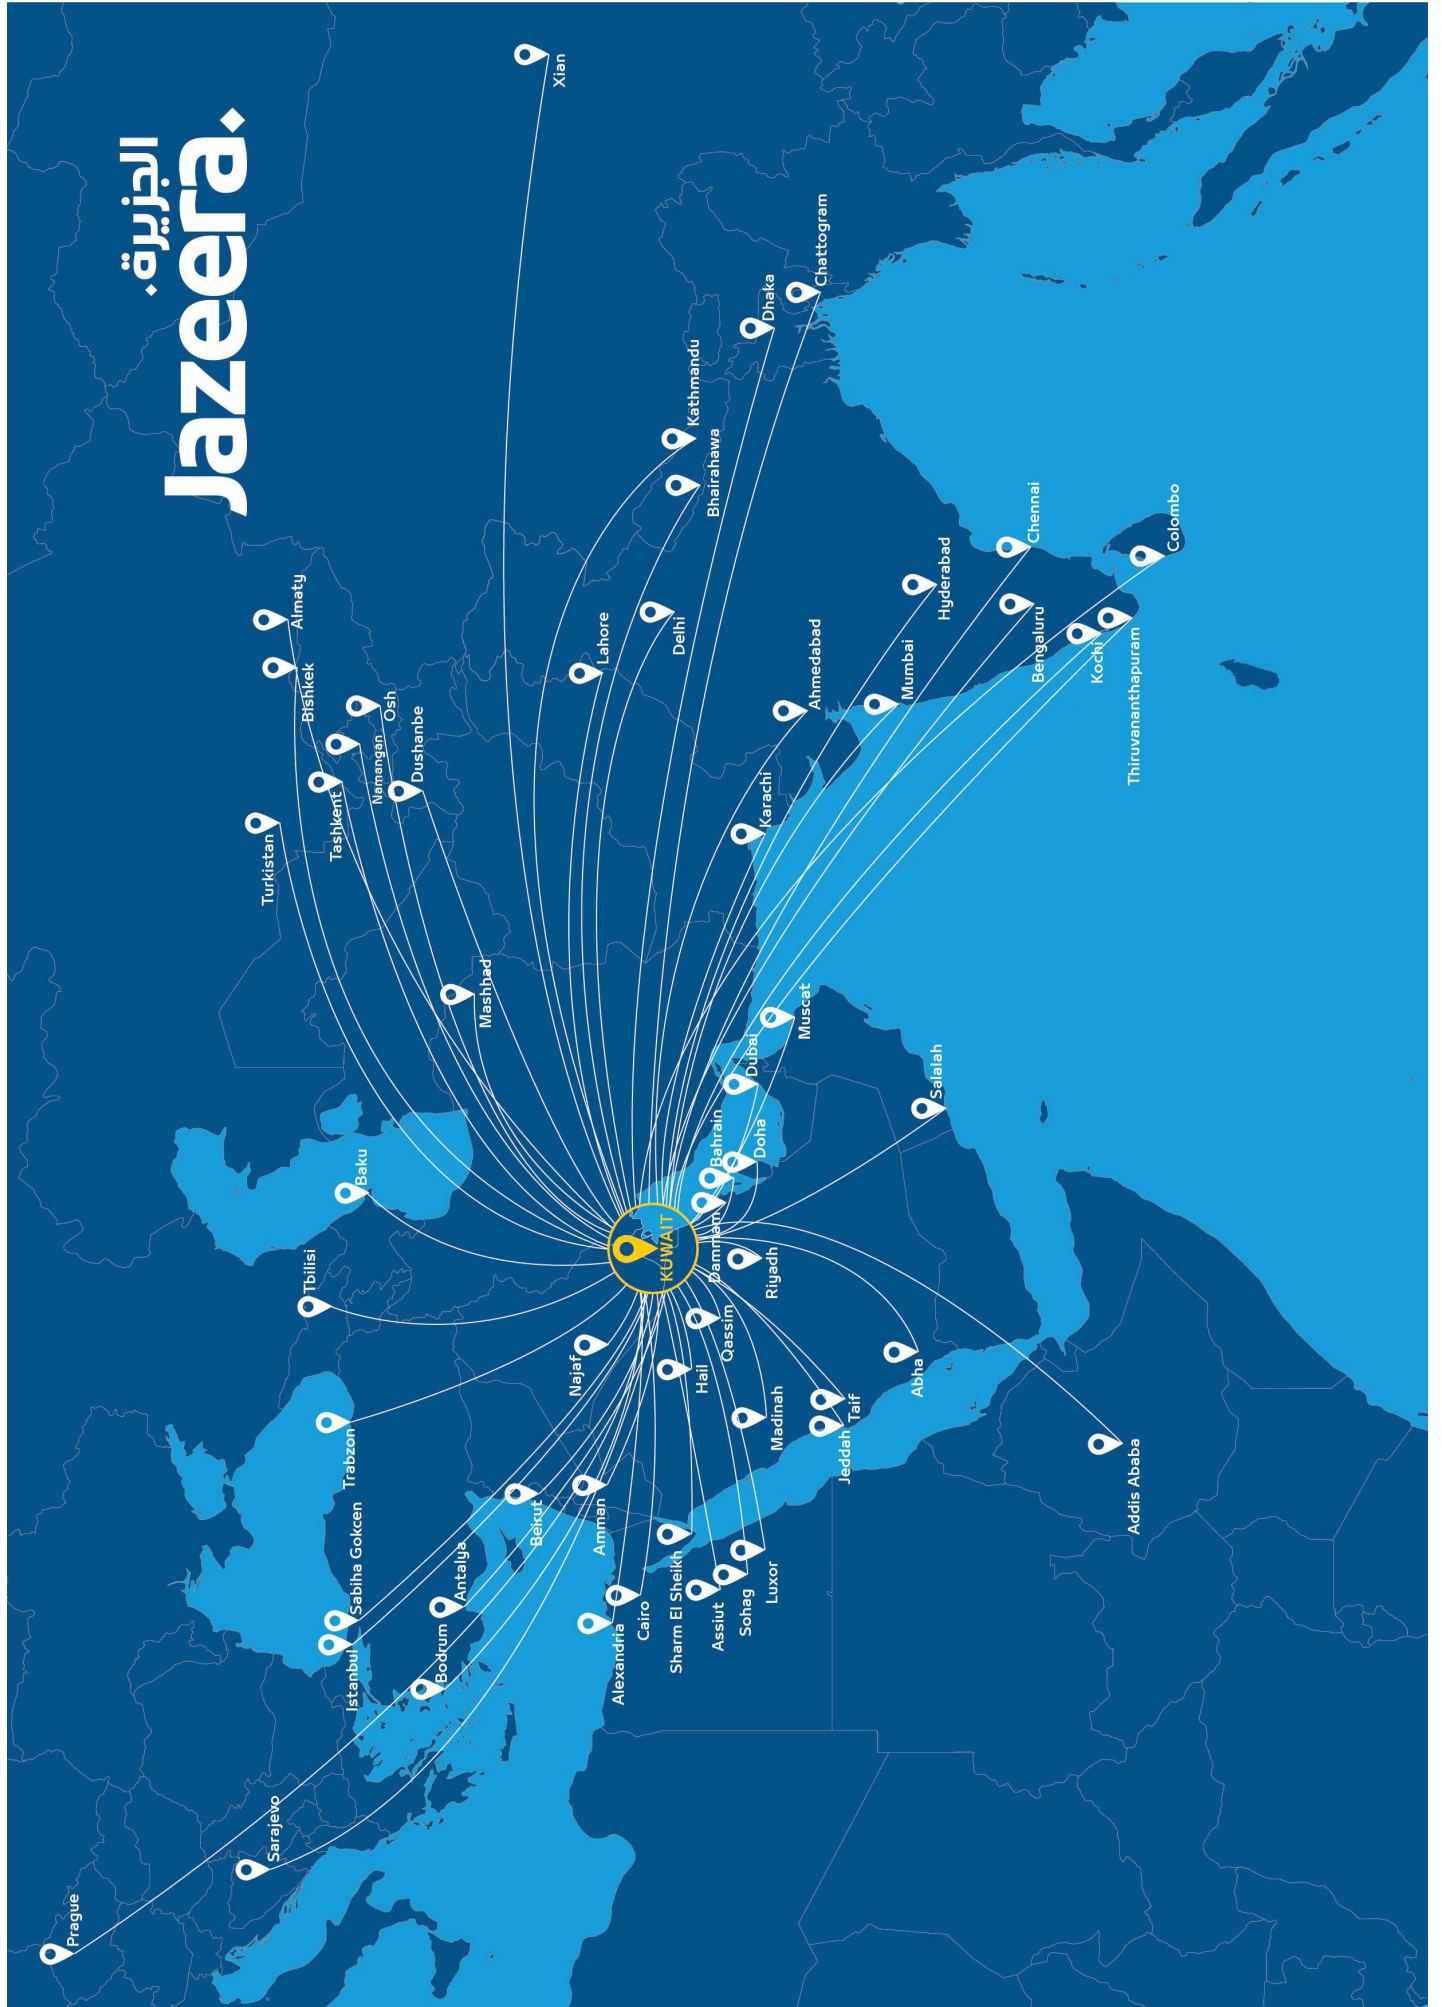 الجزيرة
Jazeera
Prague
Sarajevo
Istanbul
Sabiha Gokcen
Trabzon
Tbilisi
Baku
Turkistan
Tashkent
Namangan
Bishkek
Almaty
Osh
Dushanbe
Mashhad
Xian
Bodrum
Antalya
Beirut
Amman
Najaf
KUWAIT
Lahore
Delhi
Bhairahawa
Kathmandu
Dhaka
Chattogram
Alexandria
Cairo
Sharm El Sheikh
Assiut
Sohag
Luxor
Hail
Qassim
Madinah
Riyadh
Dammam
Bahrain
Doha
Dubai
Muscat
Karachi
Ahmedabad
Mumbai
Hyderabad
Jeddah
Taif
Abha
Salalah
Bengaluru
Chennai
Kochi
Thiruvananthapuram
Colombo
Addis Ababa